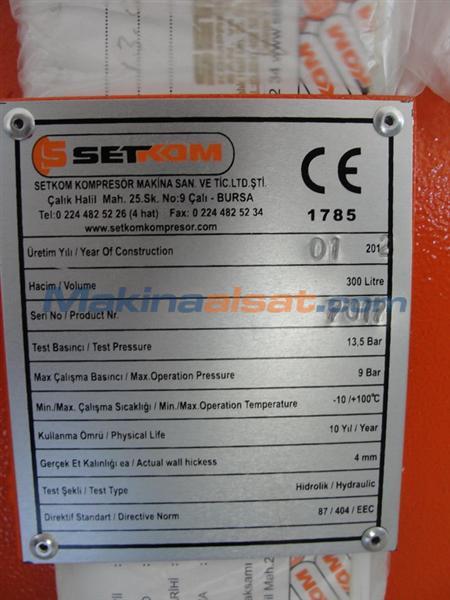 SETKOM
SETKOM KOMPRESÖR MAKİNA SAN. VE TİC.LTD.ŞTİ.
Çalık Halil Mah. 25.Sk. No:9 Çalı - BURSA
Tel:0 224 482 52 26 (4 hat) Fax: 0 224 482 52 34
www.setkomkompresor.com
CE
1785
Üretim Yılı / Year Of Construction 01 2012
Hacim / Volume 300 Litre
Makinaalsat.com
Seri No / Product Nr.
Test Basıncı / Test Pressure 13,5 Bar
Max Çalışma Basıncı / Max.Operation Pressure 9 Bar
Min./Max. Çalışma Sıcaklığı / Min./Max.Operation Temperature -10 /+100°C
Kullanma Ömrü / Physical Life 10 Yıl / Year
Gerçek Et Kalınlığı ea / Actual wall hickess 4 mm
Test Şekli / Test Type Hidrolik / Hydraulic
Direktif Standart / Directive Norm 87 / 404 / EEC